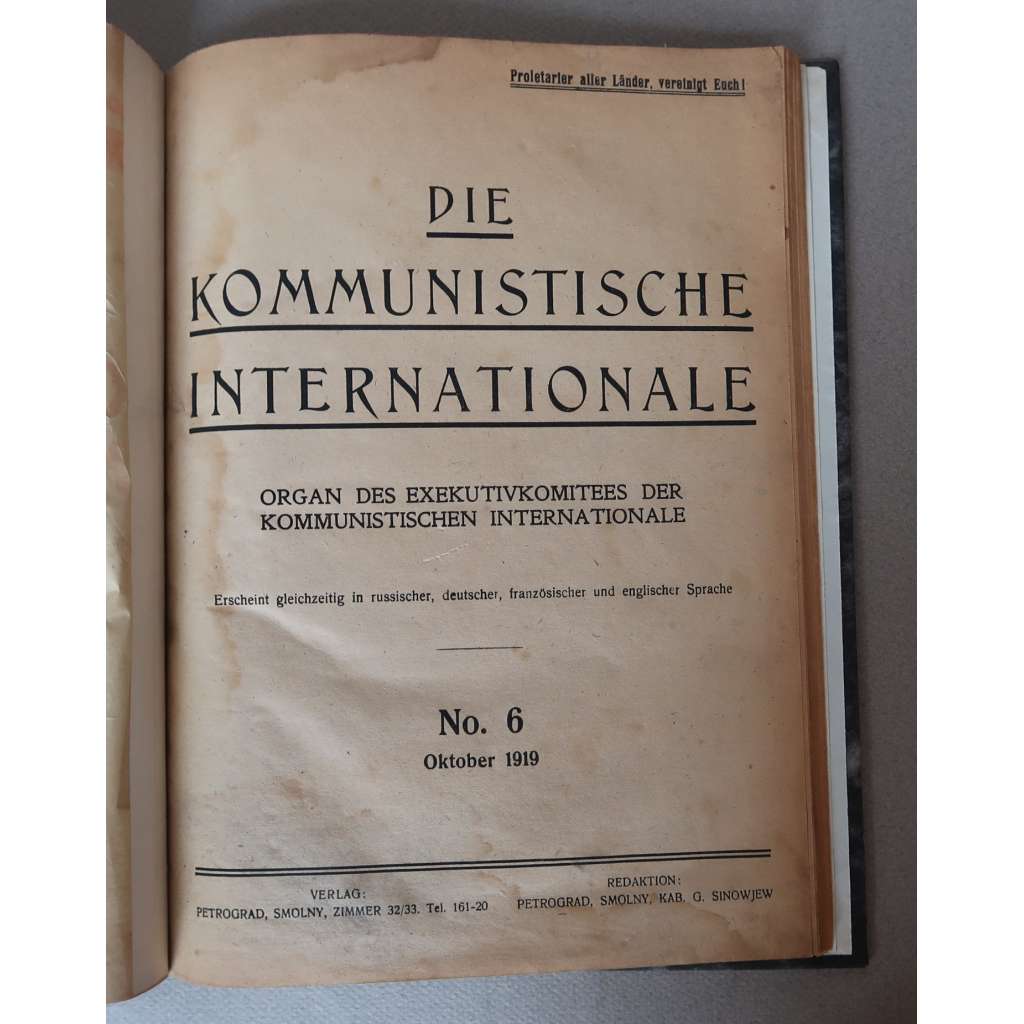 Proletarier aller Länder, vereinigt Euch!
DIE
KOMMUNISTISCHE
INTERNATIONALE
ORGAN DES EXEKUTIVKOMITEES DER
KOMMUNISTISCHEN INTERNATIONALE
Erscheint gleichzeitig in russischer, deutscher, französischer und englischer Sprache
No. 6
Oktober 1919
VERLAG:
PETROGRAD, SMOLNY, ZIMMER 32/33. Tel. 161-20
REDAKTION:
PETROGRAD, SMOLNY, KAB. G. SINOWJEW